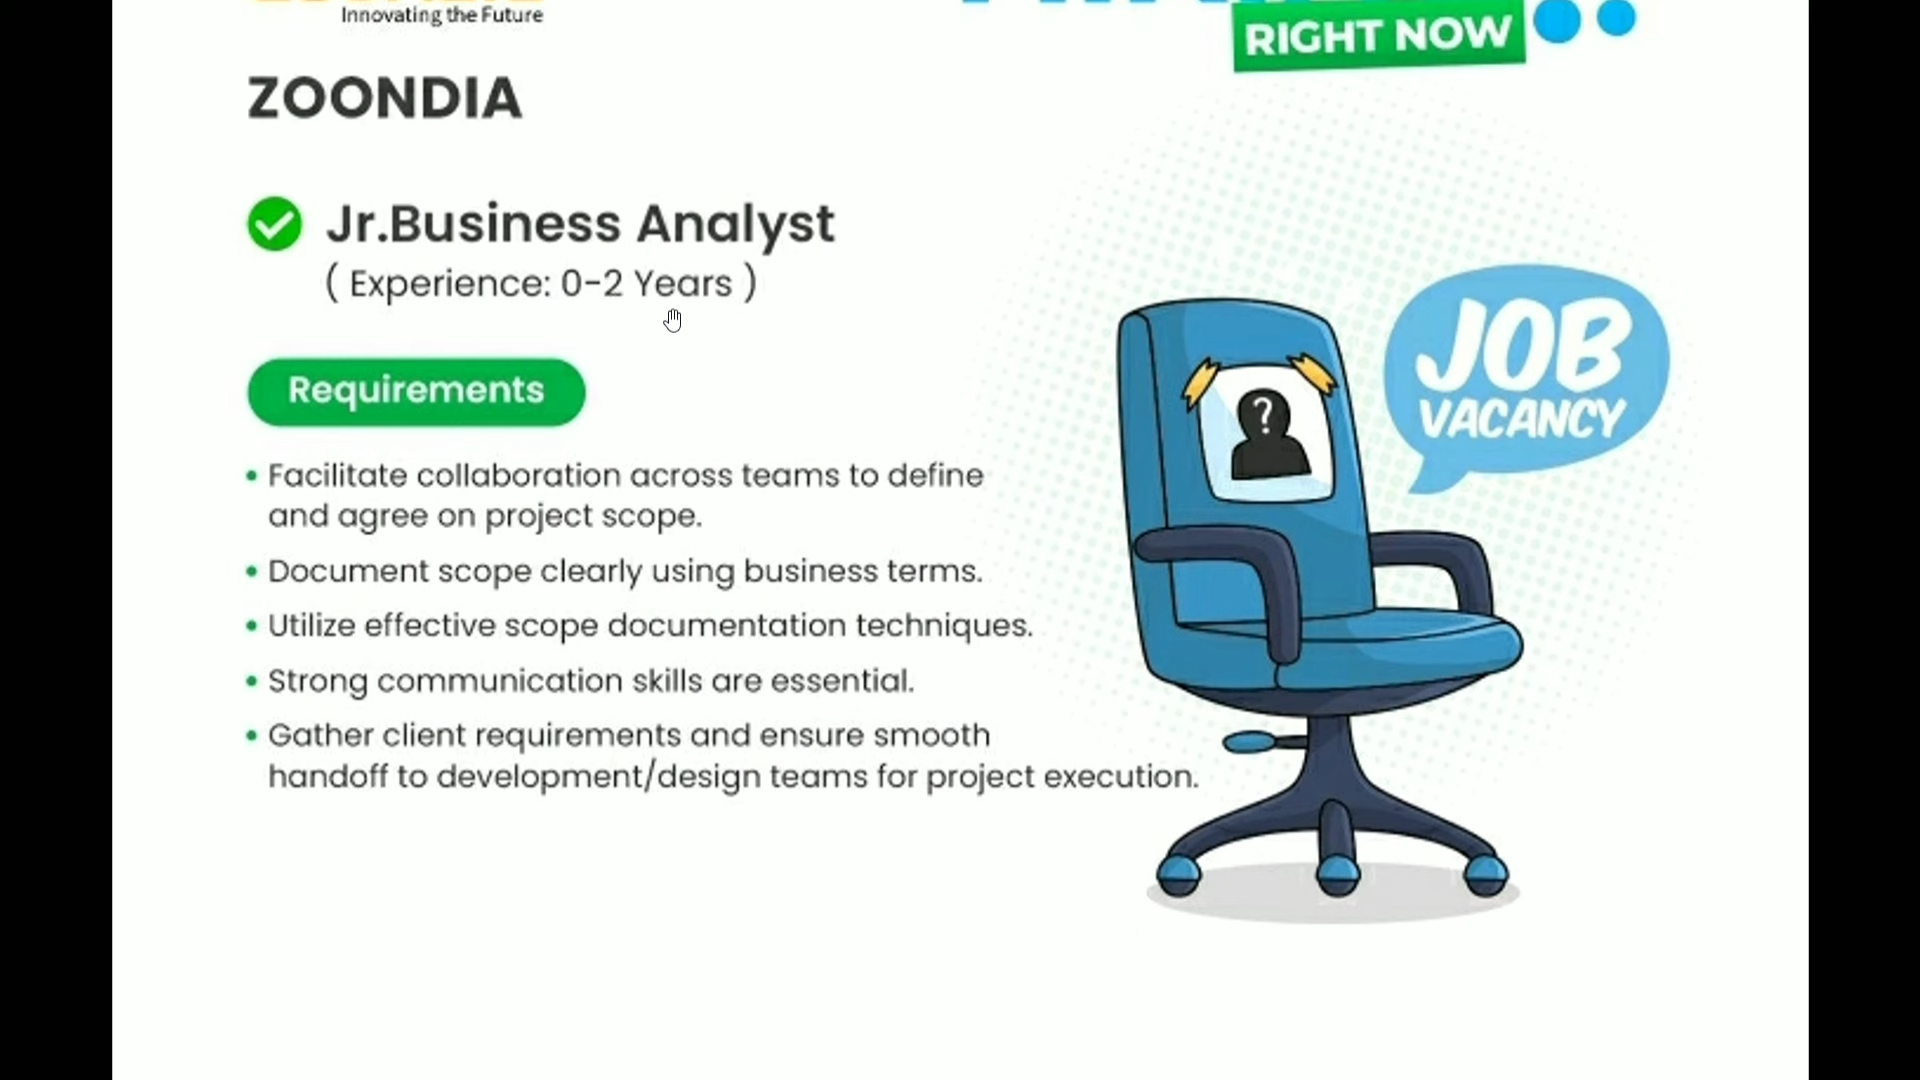 Innovating the Future
RIGHT NOW
ZOONDIA
Jr.Business Analyst
( Experience: 0-2 Years )
Requirements
• Facilitate collaboration across teams to define
and agree on project scope.
• Document scope clearly using business terms.
• Utilize effective scope documentation techniques.
• Strong communication skills are essential.
• Gather client requirements and ensure smooth
handoff to development/design teams for project execution.
JOB
VACANCY
?